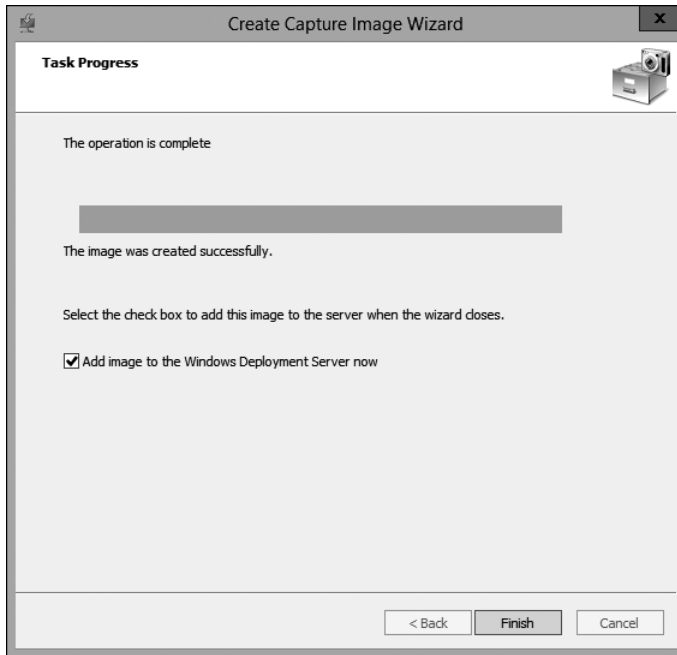 Create Capture Image Wizard
x
Task Progress
The operation is complete
The image was created successfully.
Select the check box to add this image to the server when the wizard closes.
Add image to the Windows Deployment Server now
< Back Finish Cancel